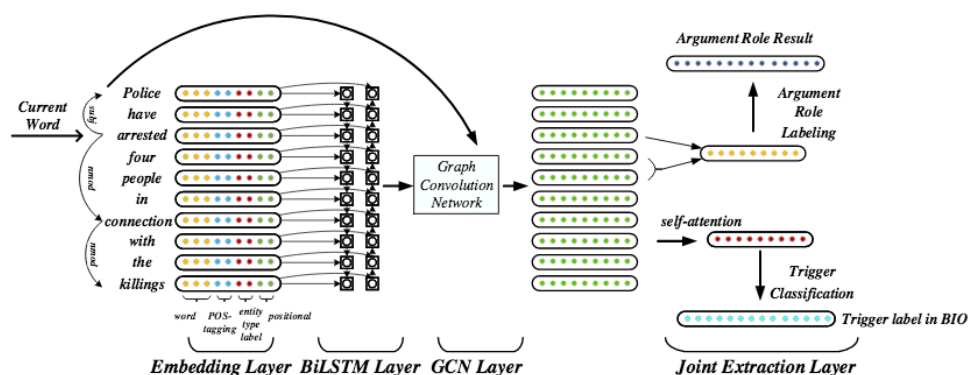 Argument Role Result
Current
Word
Argument
Role
Labeling
Police
have
arrested
four
people
in
connection
with
the
killings
subj
nmod
nmod
Graph
Convolution
Network
self-attention
Trigger
Classification
Trigger label in BIO
word
POS-
tagging
entity
type
label
positional
Embedding Layer
BiLSTM Layer
GCN Layer
Joint Extraction Layer